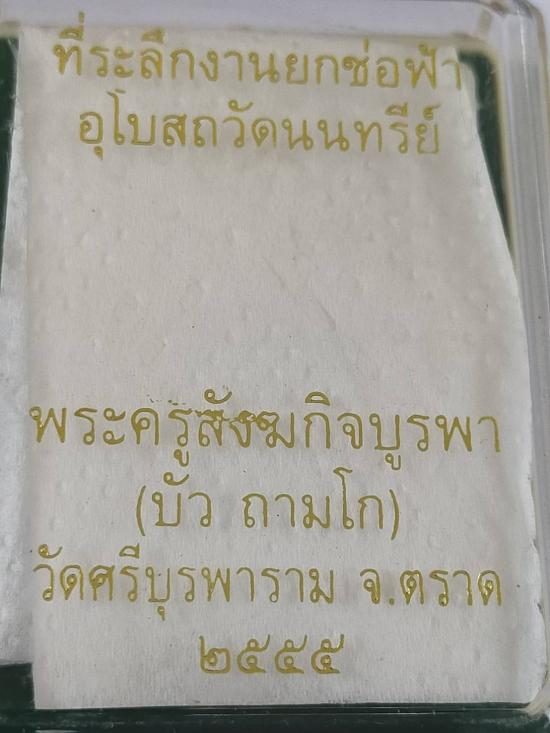 ที่ระลึกงานยกช่อฟ้า
อุโบสถวัดนนทรีย์
พระครูสังฆกิจบูรพา
(บัว ถามโก)
วัดศรีบุรพาราม จ.ตราด
๒๕๕๕